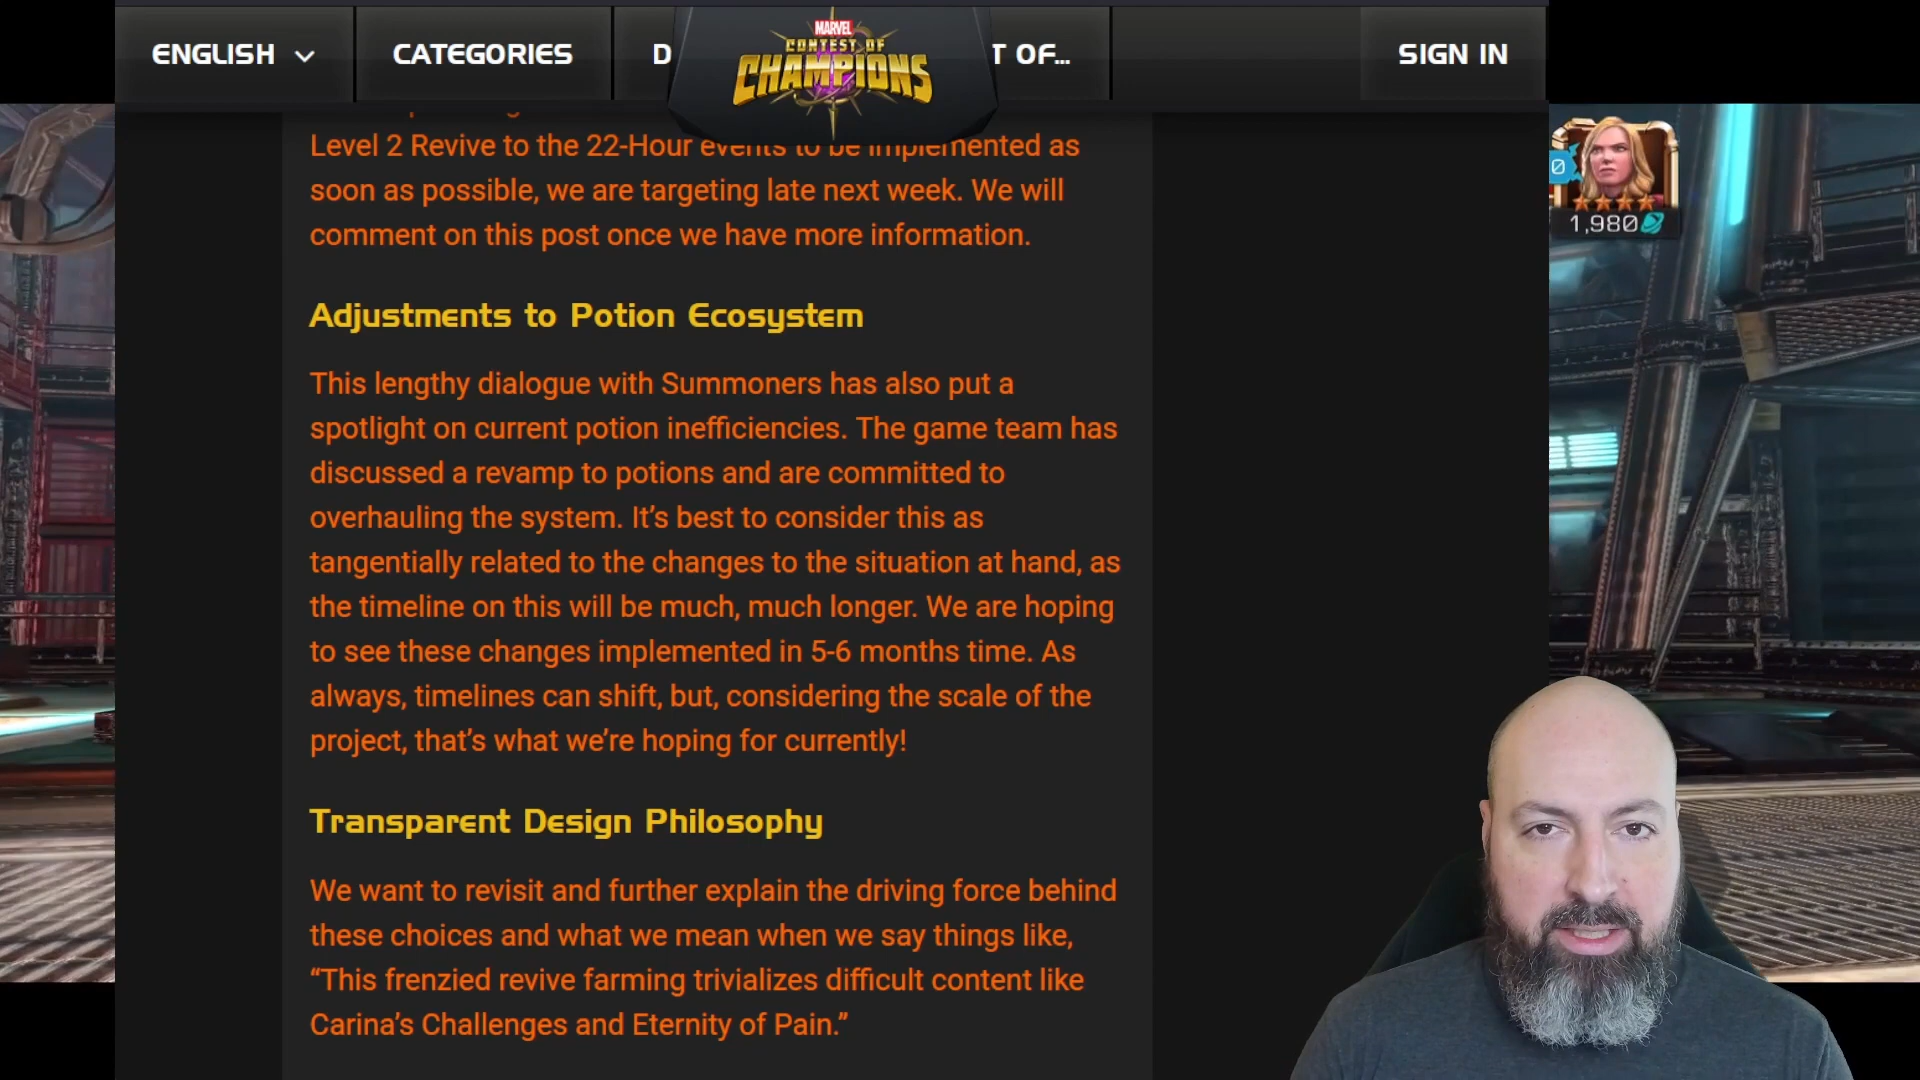 ENGLISH
CATEGORIES
D
MARVEL
CONTEST OF
CHAMPIONS
T OF...
SIGN IN
Level 2 Revive to the 22-Hour events to be implemented as
soon as possible, we are targeting late next week. We will
comment on this post once we have more information.
0
1,980
Adjustments to Potion Ecosystem
This lengthy dialogue with Summoners has also put a
spotlight on current potion inefficiencies. The game team has
discussed a revamp to potions and are committed to
overhauling the system. It’s best to consider this as
tangentially related to the changes to the situation at hand, as
the timeline on this will be much, much longer. We are hoping
to see these changes implemented in 5-6 months time. As
always, timelines can shift, but, considering the scale of the
project, that’s what we’re hoping for currently!
Transparent Design Philosophy
We want to revisit and further explain the driving force behind
these choices and what we mean when we say things like,
“This frenzied revive farming trivializes difficult content like
Carina’s Challenges and Eternity of Pain.”